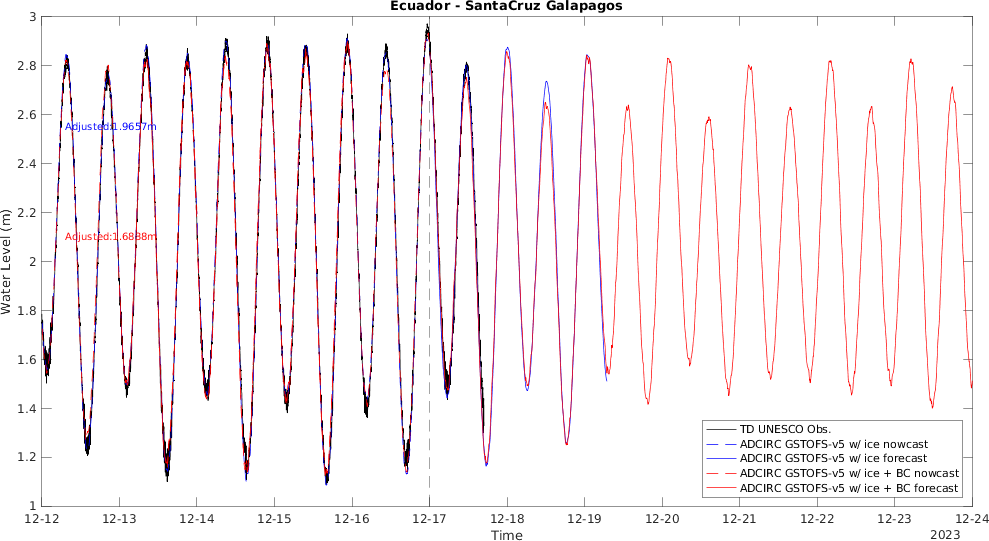 Ecuador - SantaCruz Galapagos
Water Level (m)
3
2.8
2.6
2.4
2.2
2
1.8
1.6
1.4
1.2
1
Adjusted:1.9657m
Adjusted:1.6838m
TD UNESCO Obs.
ADCIRC GSTOFS-v5 w/ ice nowcast
ADCIRC GSTOFS-v5 w/ ice forecast
ADCIRC GSTOFS-v5 w/ ice + BC nowcast
ADCIRC GSTOFS-v5 w/ ice + BC forecast
12-12 12-13 12-14 12-15 12-16 12-17 12-18 12-19 12-20 12-21 12-22 12-23 12-24
Time
2023